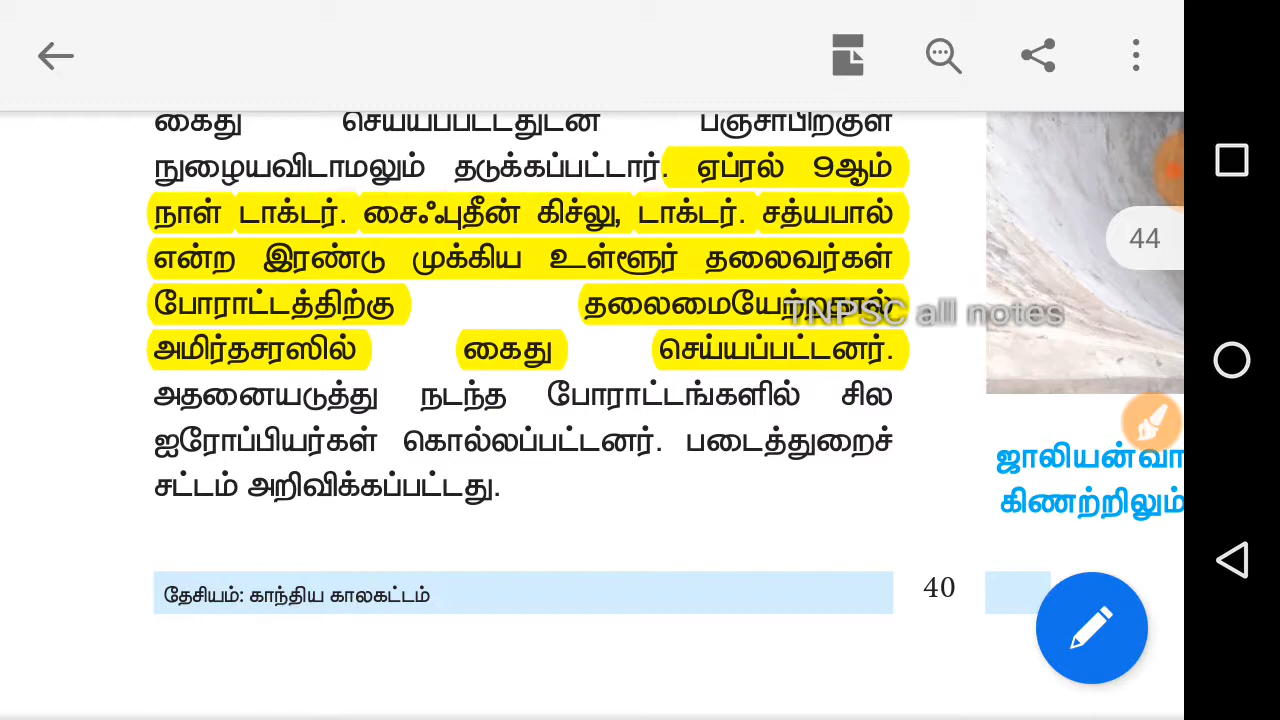 கைது செய்யப்பட்டதுடன் பஞ்சாபிற்குள்
நுழையவிடாமலும் தடுக்கப்பட்டார். ஏப்ரல் 9ஆம்
நாள் டாக்டர். சைஃபுதீன் கிச்லு, டாக்டர். சத்யபால்
என்ற இரண்டு முக்கிய உள்ளூர் தலைவர்கள்
போராட்டத்திற்கு தலைமையேற்றதால்
அமிர்தசரஸில் கைது செய்யப்பட்டனர்.
அதனையடுத்து நடந்த போராட்டங்களில் சில
ஐரோப்பியர்கள் கொல்லப்பட்டனர். படைத்துறைச்
சட்டம் அறிவிக்கப்பட்டது.
தேசியம்: காந்திய காலகட்டம்
40
44
TNPSC all notes
ஜாலியன்வா
கிணற்றிலும்